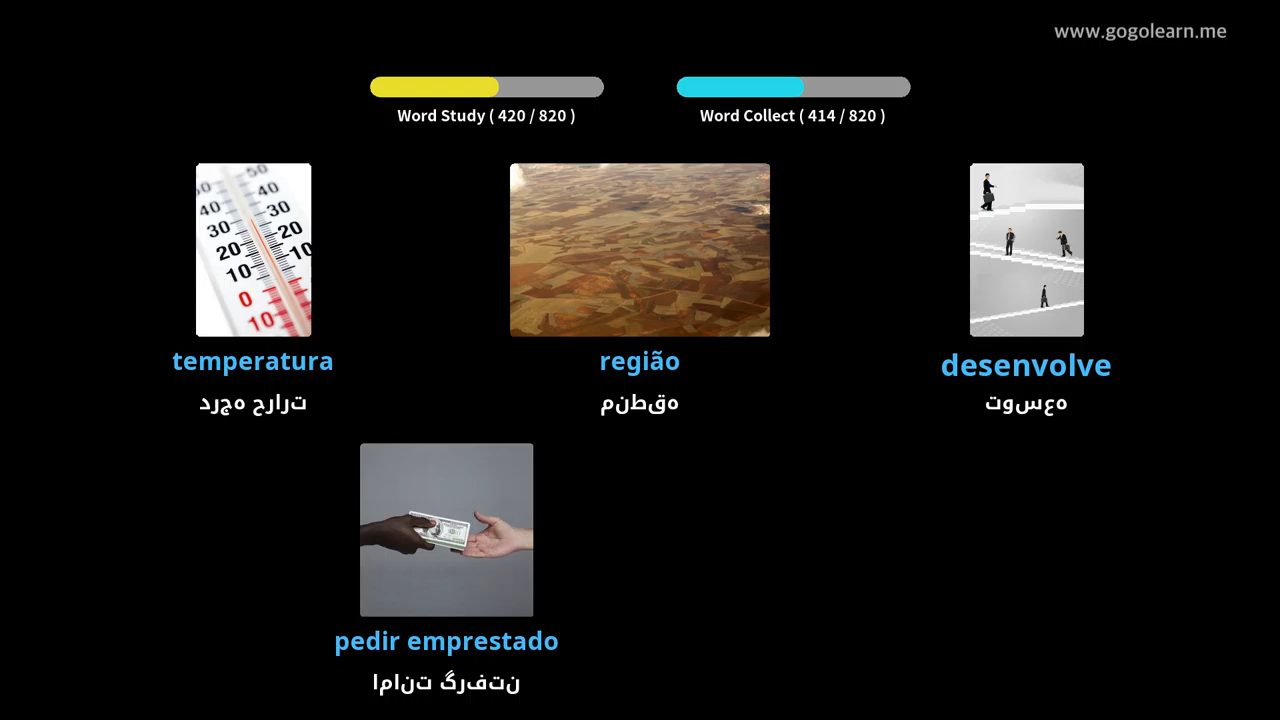 www.gogolearn.me
Word Study ( 420 / 820 )
Word Collect ( 414 / 820 )
temperatura
درجه حرارت
região
منطقه
desenvolve
توسعه
pedir emprestado
امانت گرفتن